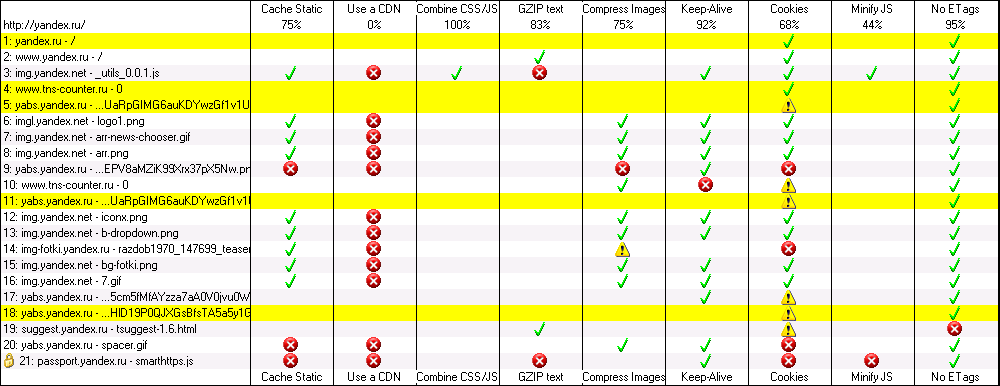 Cache Static Use a CDN Combine CSS/JS GZIP text Compress Images Keep-Alive Cookies Minify JS No ETags
http://yandex.ru/ 75% 0% 100% 83% 75% 92% 68% 44% 95%
1: yandex.ru - /
2: www.yandex.ru - /
3: img.yandex.net - _utils_0.0.1.js
4: www.tns-counter.ru - 0
5: yabs.yandex.ru - ...UaRpGIMG6auKDYwzGf1v1U
6: imgl.yandex.net - logo1.png
7: img.yandex.net - arr-news-chooser.gif
8: img.yandex.net - arr.png
9: yabs.yandex.ru - ...EPV8aMZiK99Xrx37pX5Nw.pn
10: www.tns-counter.ru - 0
11: yabs.yandex.ru - ...UaRpGIMG6auKDYwzGf1v1U
12: img.yandex.net - iconx.png
13: img.yandex.net - b-dropdown.png
14: img-fotki.yandex.ru - razdob1970_147699_teaser
15: img.yandex.net - bg-fotki.png
16: img.yandex.net - 7.gif
17: yabs.yandex.ru - ...5cm5fMfAYzza7aA0V0jvu0W
18: yabs.yandex.ru - ...HID19P0QJXGsBfsTA5a5y1G
19: suggest.yandex.ru - tsuggest-1.6.html
20: yabs.yandex.ru - spacer.gif
21: passport.yandex.ru - smarthttps.js
Cache Static Use a CDN Combine CSS/JS GZIP text Compress Images Keep-Alive Cookies Minify JS No ETags